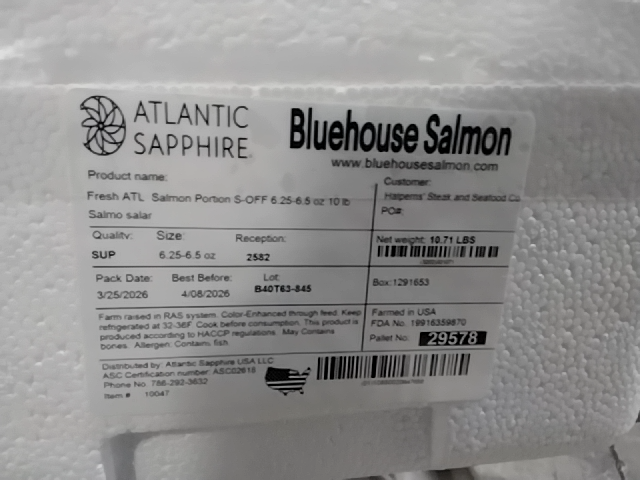 ATLANTIC
SAPPHIRE
Bluehouse Salmon
www.bluehousesalmon.com
Product name:
Fresh ATL Salmon Portion S-OFF 6.25-6.5 oz 10 lb
Salmo salar
Customer:
Halperns' Steak and Seafood Co
PO#:
Quality: Size: Reception:
SUP 6.25-6.5 oz 2582
Net weight: 10.71 LBS
Pack Date: Best Before: Lot:
3/25/2026 4/08/2026 B40T63-845
Box:1291653
Farm raised in RAS system. Color-Enhanced through feed. Keep
refrigerated at 32-36F. Cook before consumption. This product is
produced according to HACCP regulations. May Contains
bones. Allergen: Contains fish.
Farmed in USA
FDA No. 19916359870
Pallet No. 29578
Distributed by: Atlantic Sapphire USA LLC
ASC Certification number: ASC02618
Phone No. 786-292-3632
Item # 10047